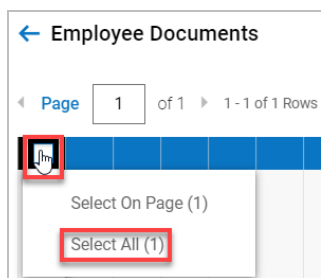 Employee Documents
Page 1 of 1 1 - 1 of 1 Rows
Select On Page (1)
Select All (1)